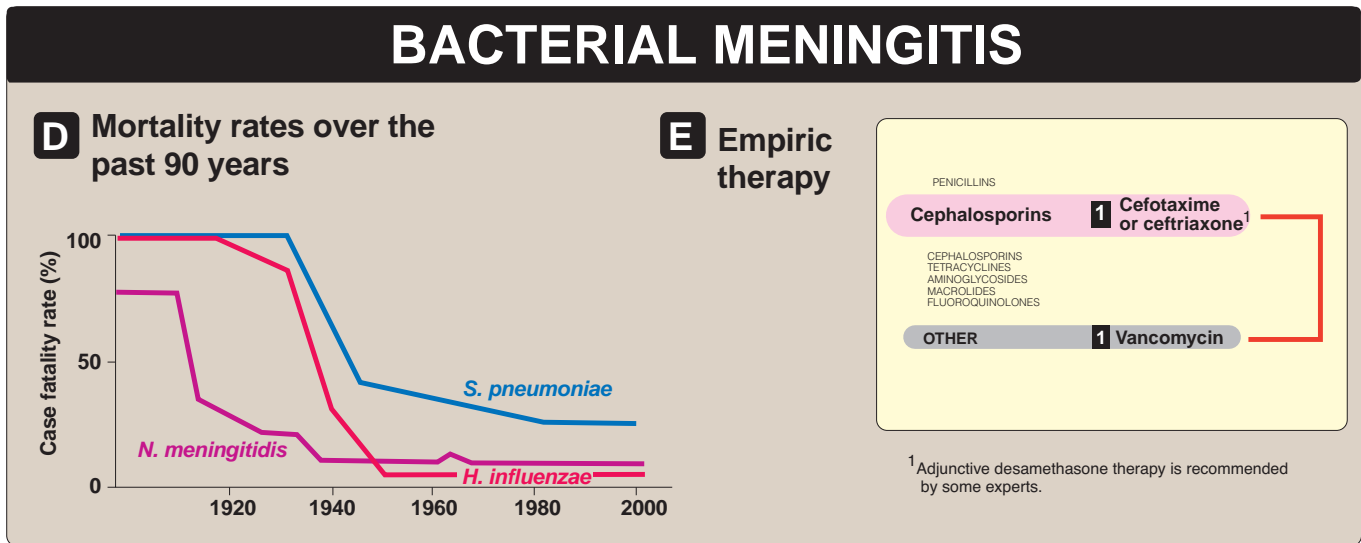 BACTERIAL MENINGITIS
D Mortality rates over the
past 90 years
Case fatality rate (%)
100
50
0
S. pneumoniae
N. meningitidis
H. influenzae
1920 1940 1960 1980 2000
E Empiric
therapy
PENICILLINS
Cephalosporins 1 Cefotaxime
or ceftriaxone1
CEPHALOSPORINS
TETRACYCLINES
AMINOGLYCOSIDES
MACROLIDES
FLUOROQUINOLONES
OTHER 1 Vancomycin
1Adjunctive desamethasone therapy is recommended
by some experts.